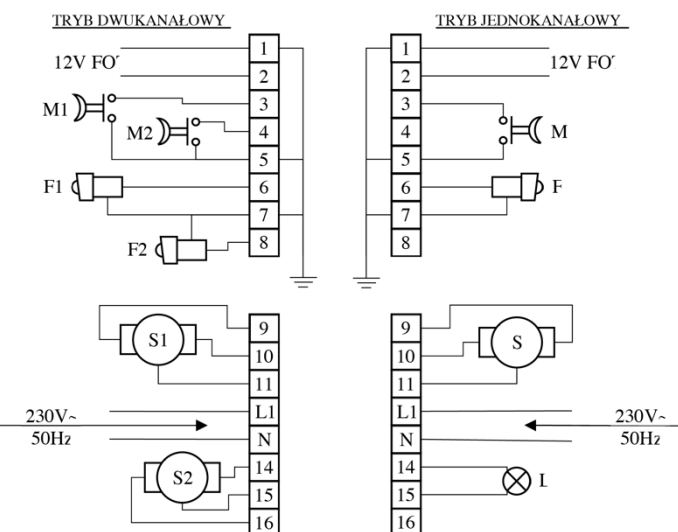 TRYB DWUKANAŁOWY
12V FO
M1
M2
F1
F2
1
2
3
4
5
6
7
8
S1
S2
230V~
50Hz
9
10
11
L1
N
14
15
16
TRYB JEDNOKANAŁOWY
1
2
3
4
5
6
7
8
12V FO
M
F
9
10
11
L1
N
14
15
16
S
230V~
50Hz
L